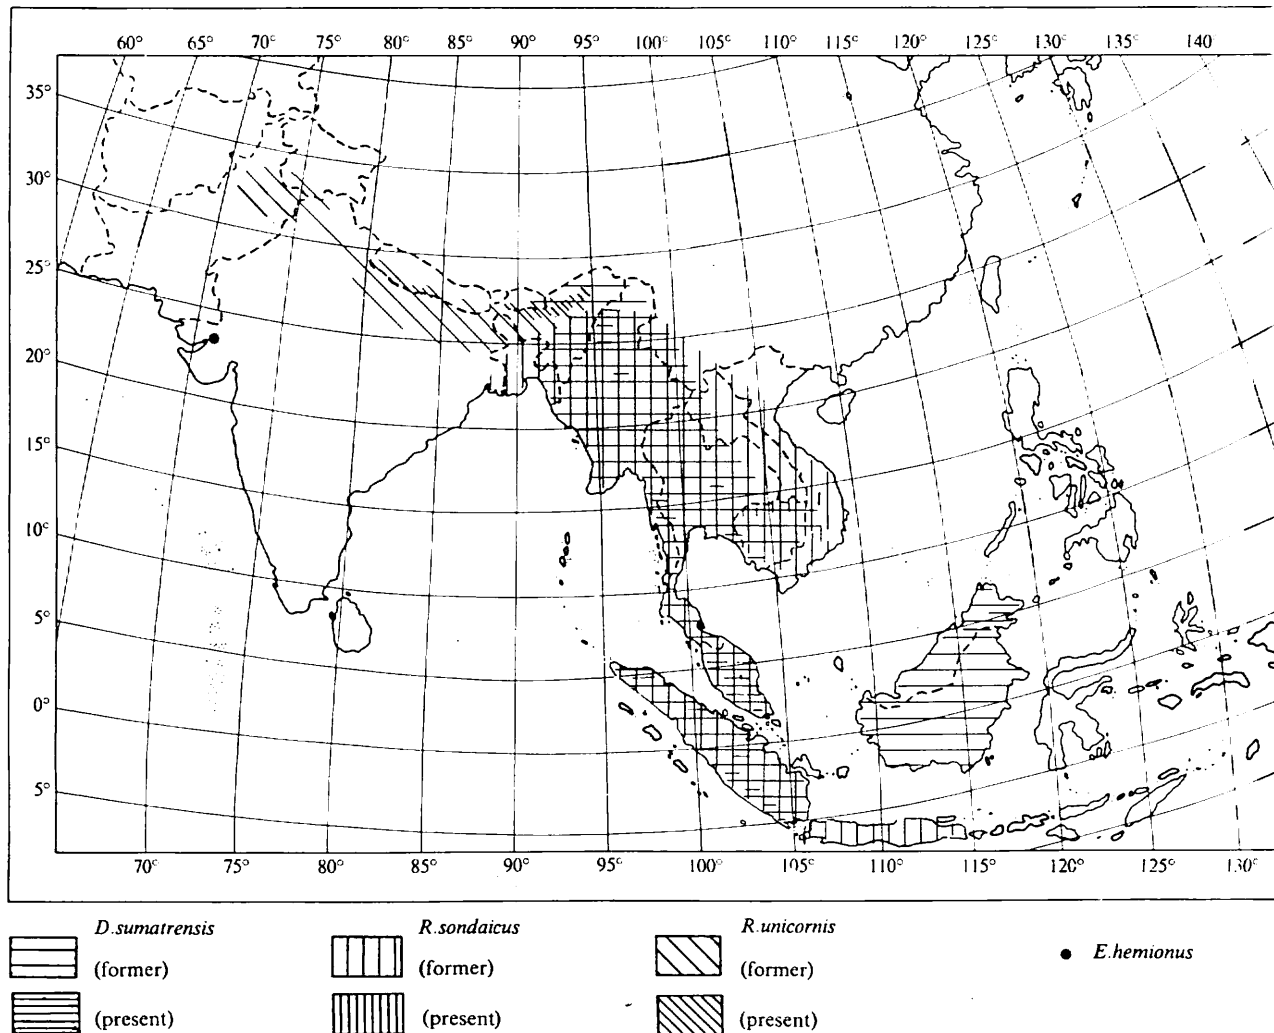 60° 65° 70° 75° 80° 85° 90° 95° 100° 105° 110° 115° 120° 125° 130° 135° 140°
35°
30°
25°
20°
15°
10°
5°
0°
5°
70° 75° 80° 85° 90° 95° 100° 105° 110° 115° 120° 125° 130°
D.sumatrensis R.sondaicus R.unicornis
(former) (former) (former) E.hemionus
(present) (present) (present)